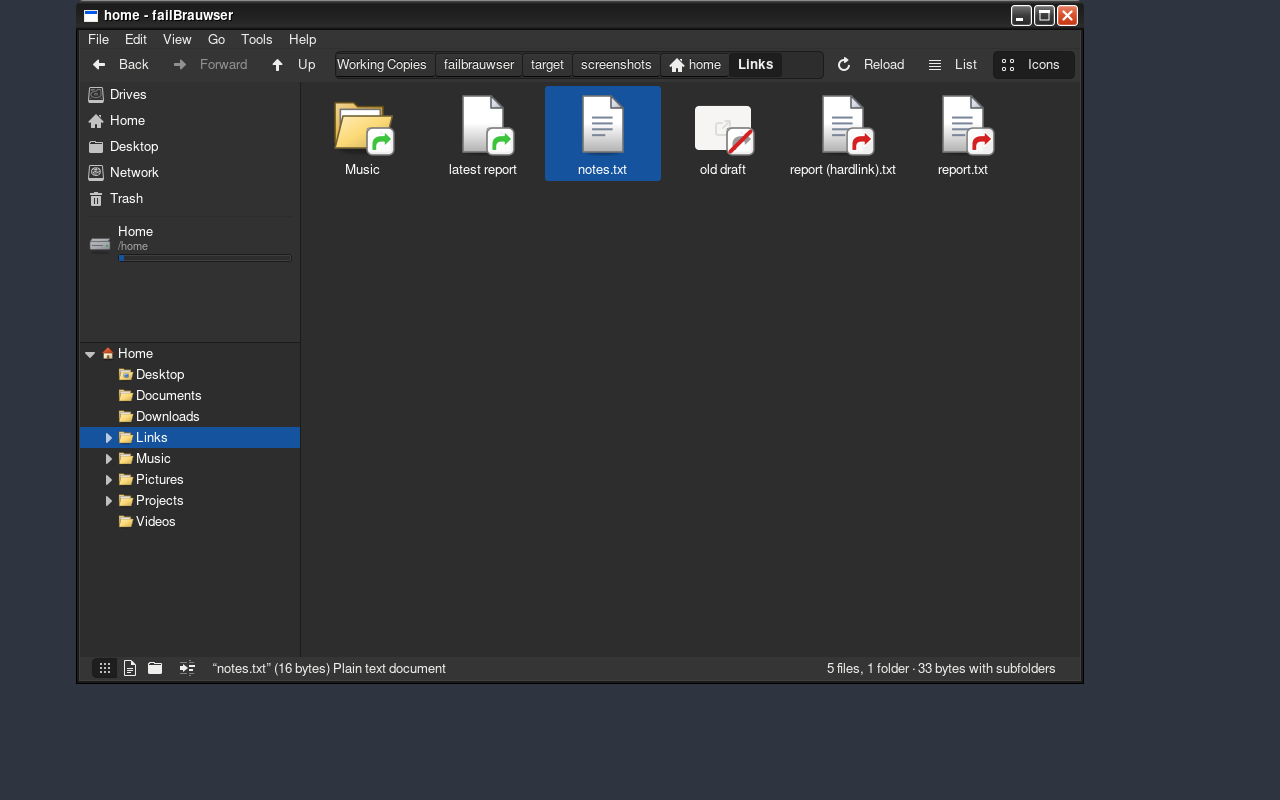 home - failBrauwser
File Edit View Go Tools Help
Back Forward Up Working Copies failbrauwser target screenshots home Links Reload List Icons
Drives
Home
Desktop
Network
Trash
Home
/home
Music latest report notes.txt old draft report (hardlink).txt report.txt
Home
Desktop
Documents
Downloads
Links
Music
Pictures
Projects
Videos
“notes.txt” (16 bytes) Plain text document 5 files, 1 folder · 33 bytes with subfolders